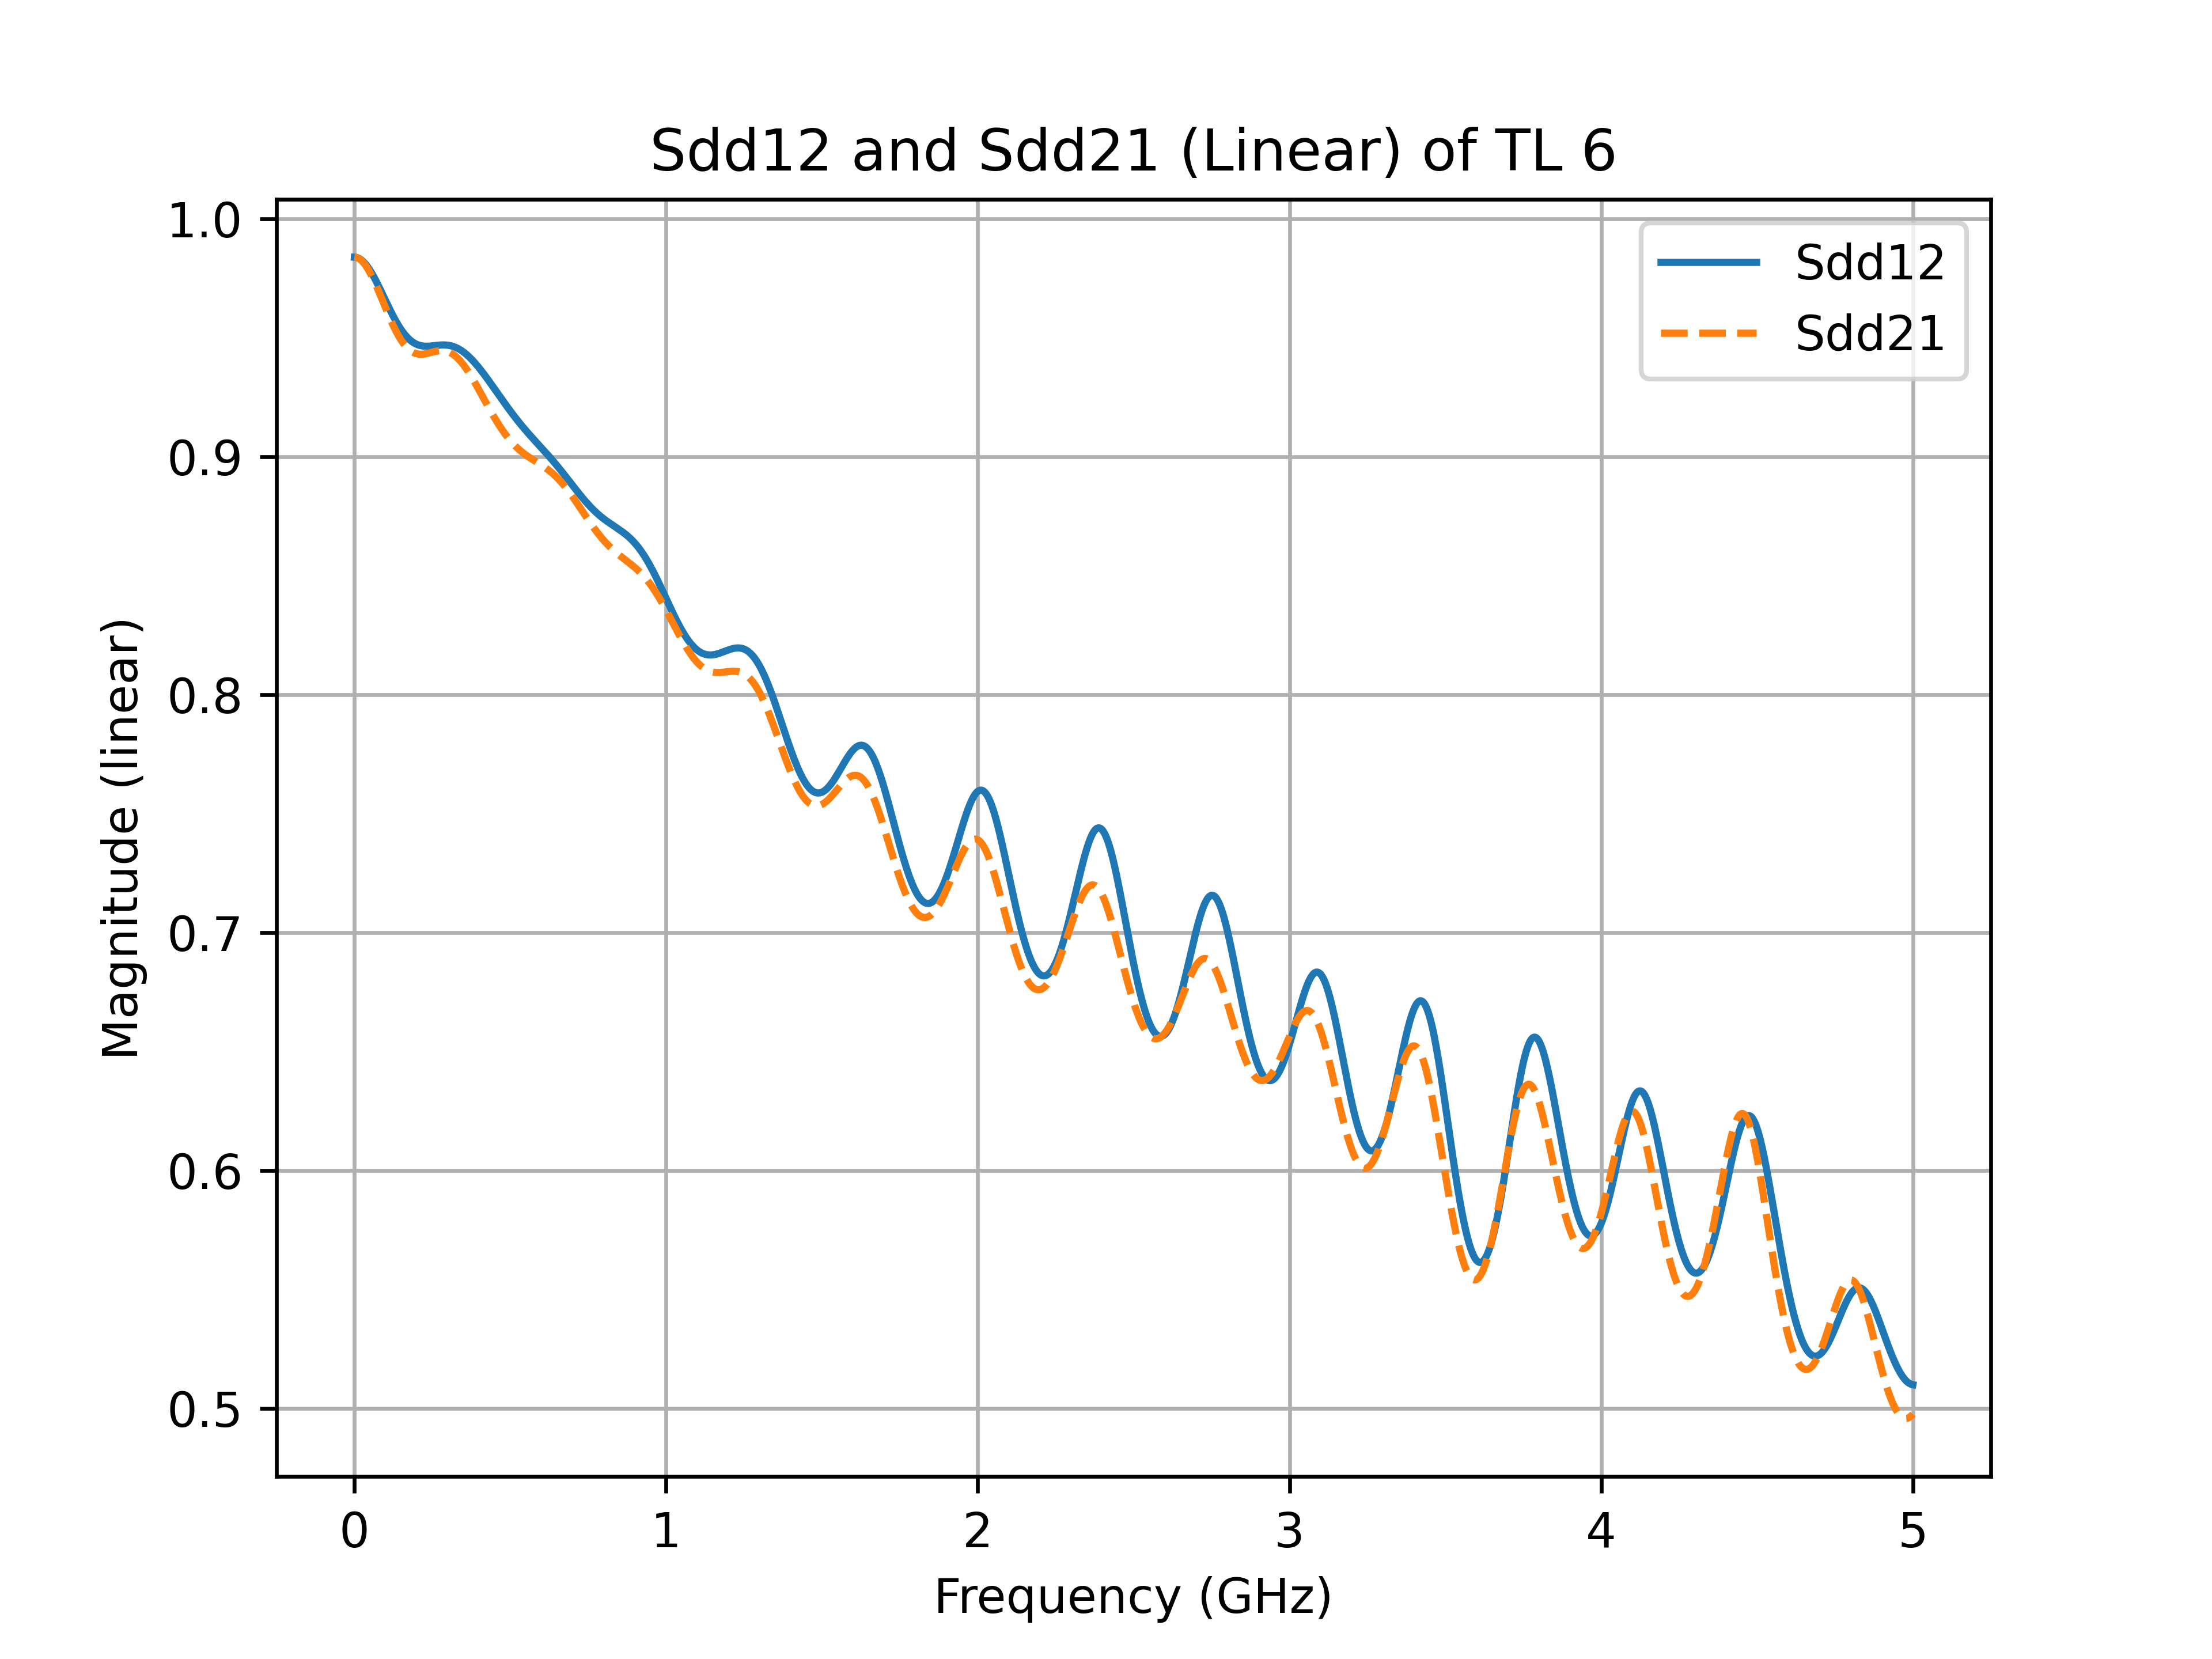 Sdd12 and Sdd21 (Linear) of TL 6
Sdd12
Sdd21
1.0
0.9
0.8
0.7
0.6
0.5
Magnitude (linear)
0 1 2 3 4 5
Frequency (GHz)